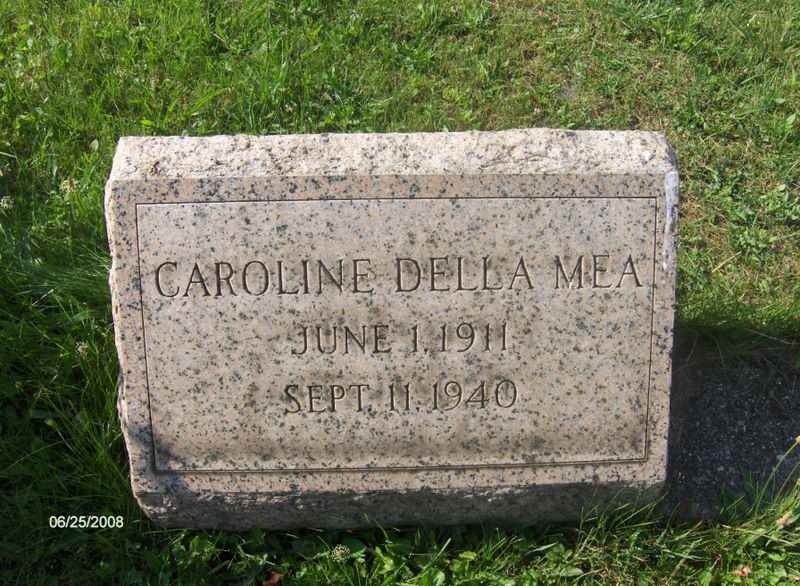 CAROLINE DELLA MEA
JUNE 1, 1911
SEPT. 11, 1940
06/25/2008